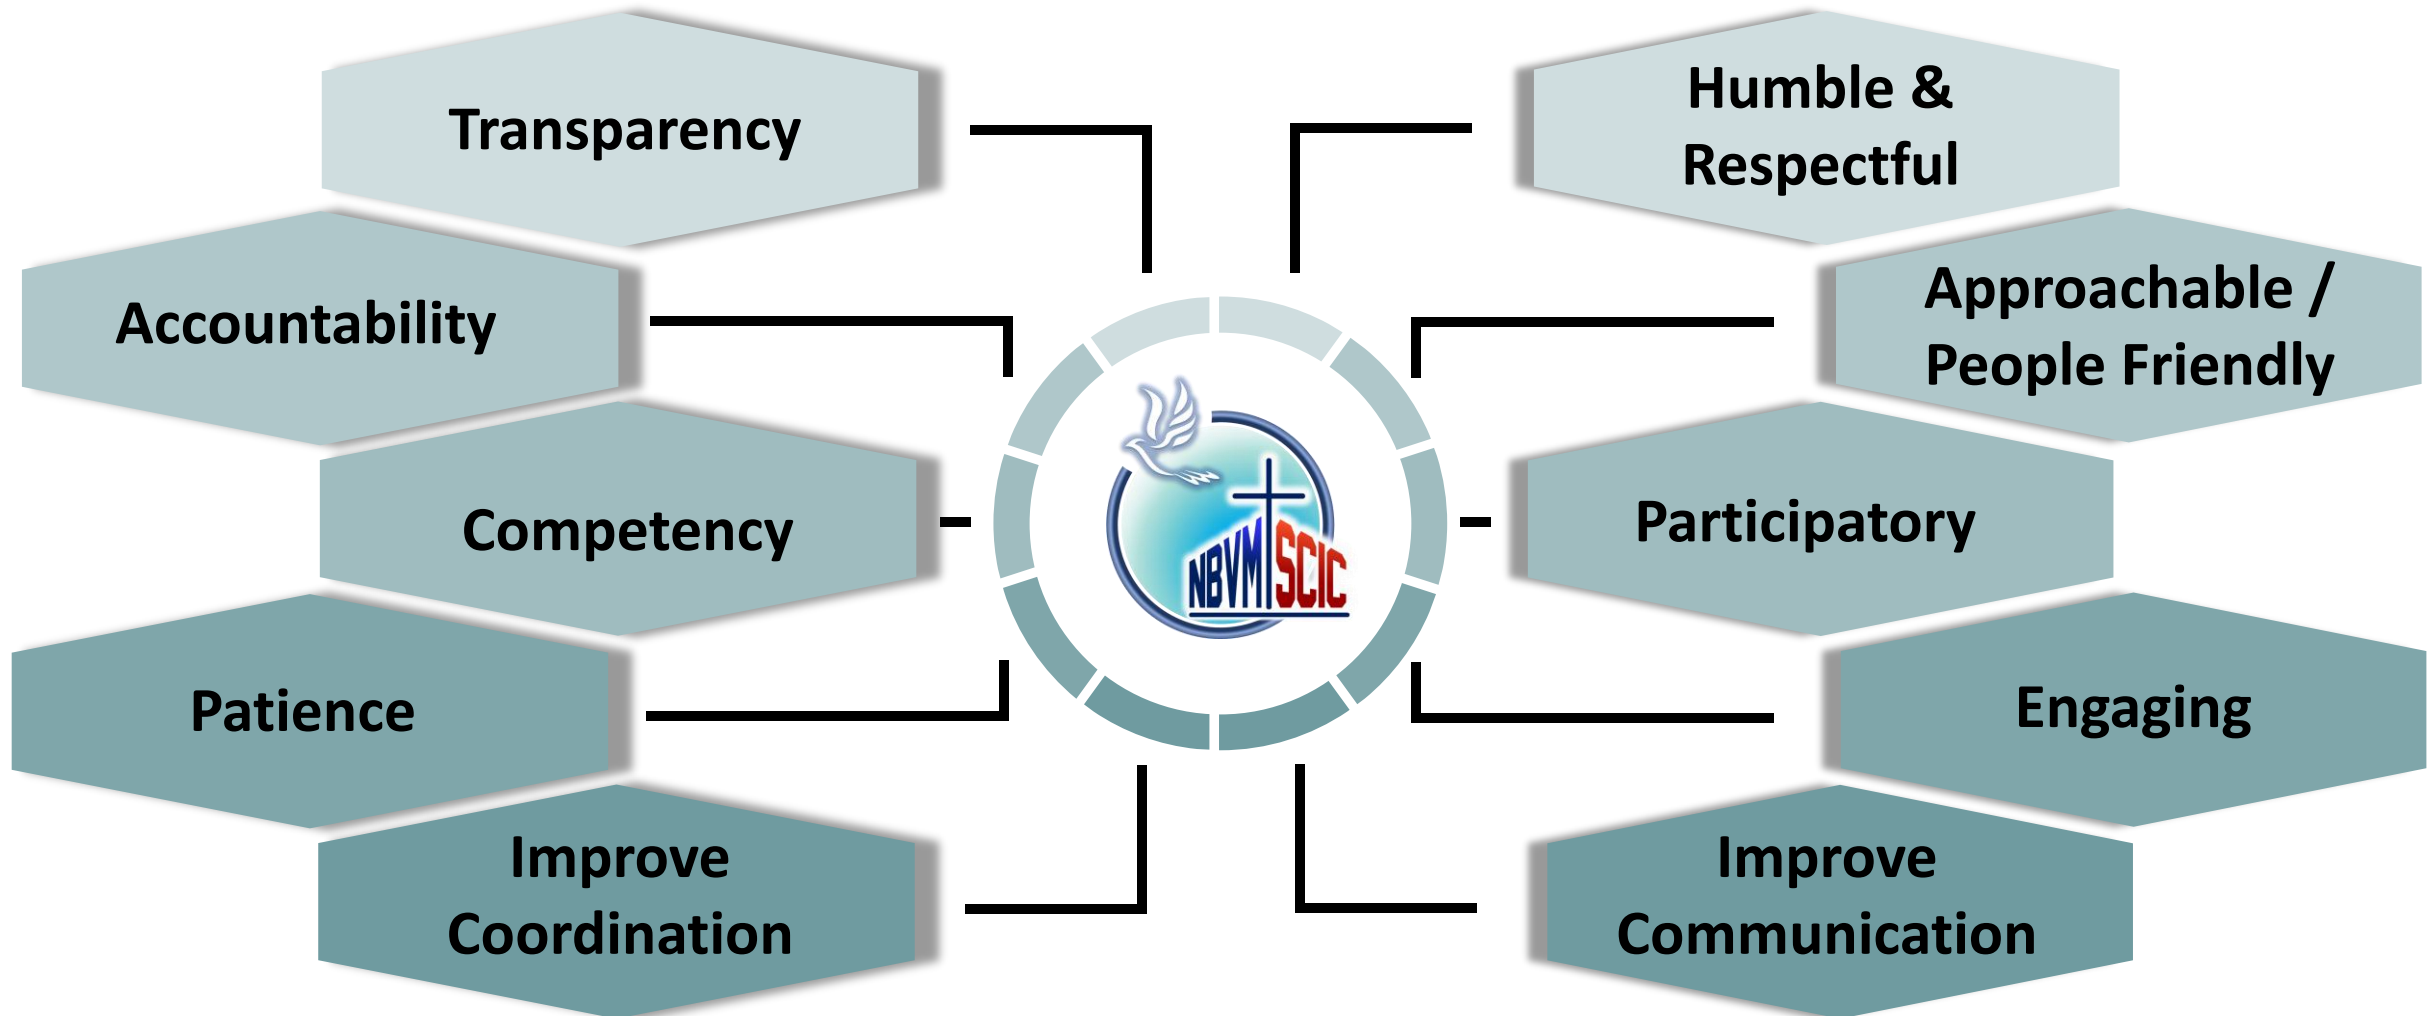 Transparency
Accountability
Competency
Patience
Improve
Coordination
NBVM SCIC
Humble &
Respectful
Approachable /
People Friendly
Participatory
Engaging
Improve
Communication